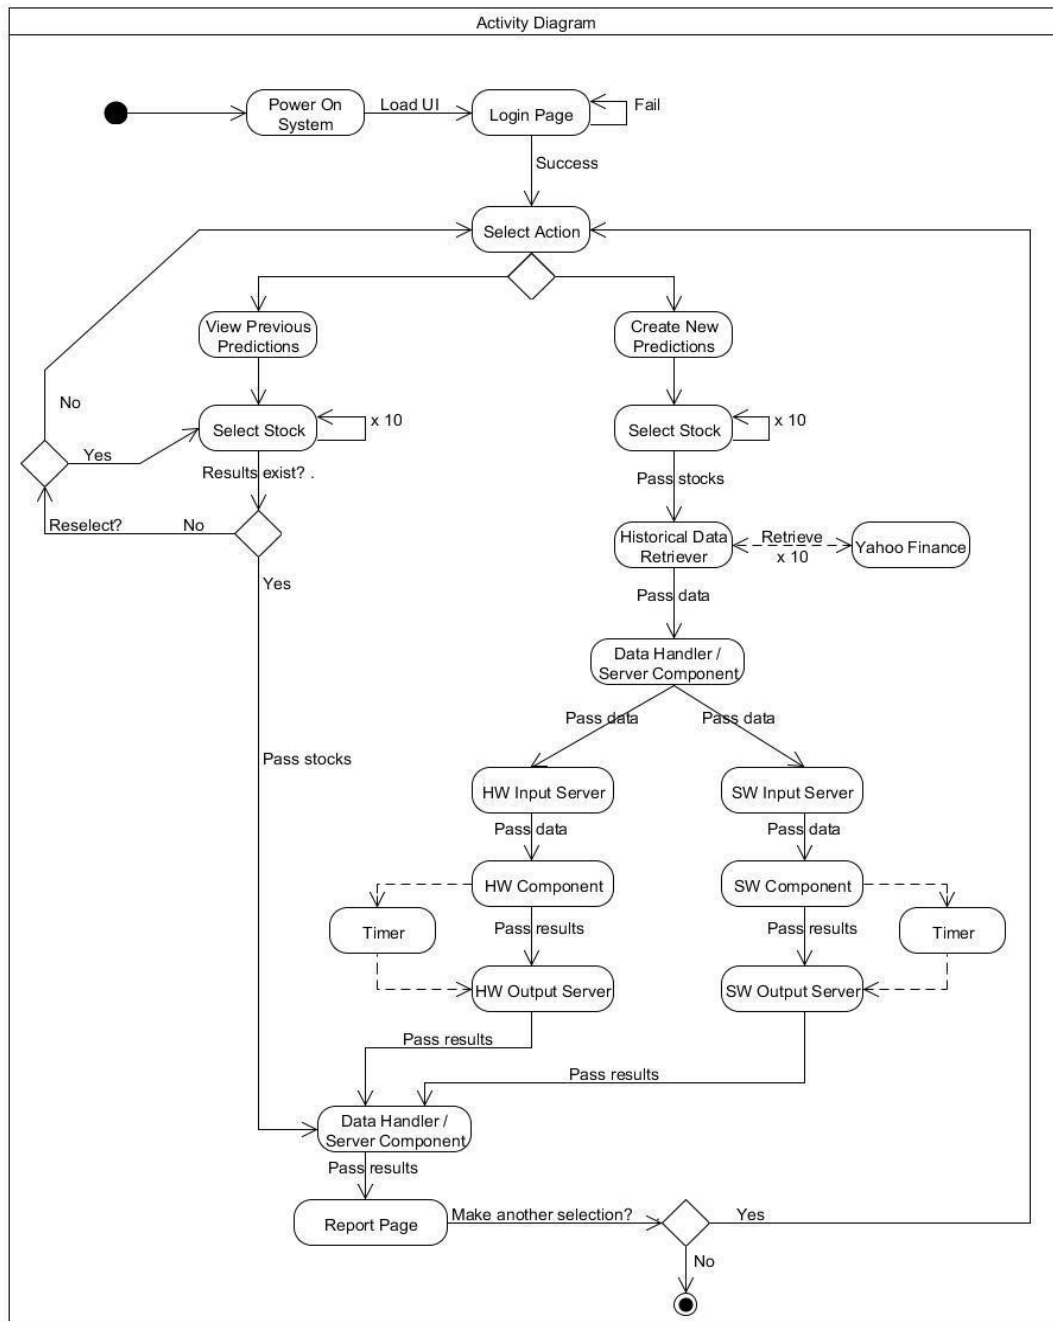 Activity Diagram
Power On
System
Load UI
Login Page
Fail
Success
Select Action
View Previous
Predictions
Create New
Predictions
No
Select Stock
x 10
Select Stock
x 10
Yes
Results exist? .
Pass stocks
Reselect?
No
Historical Data
Retriever
Retrieve
x 10
Yahoo Finance
Yes
Pass data
Data Handler /
Server Component
Pass data
Pass data
Pass stocks
HW Input Server
SW Input Server
Pass data
Pass data
HW Component
SW Component
Timer
Pass results
Pass results
Timer
HW Output Server
SW Output Server
Pass results
Pass results
Data Handler /
Server Component
Pass results
Report Page
Make another selection?
Yes
No